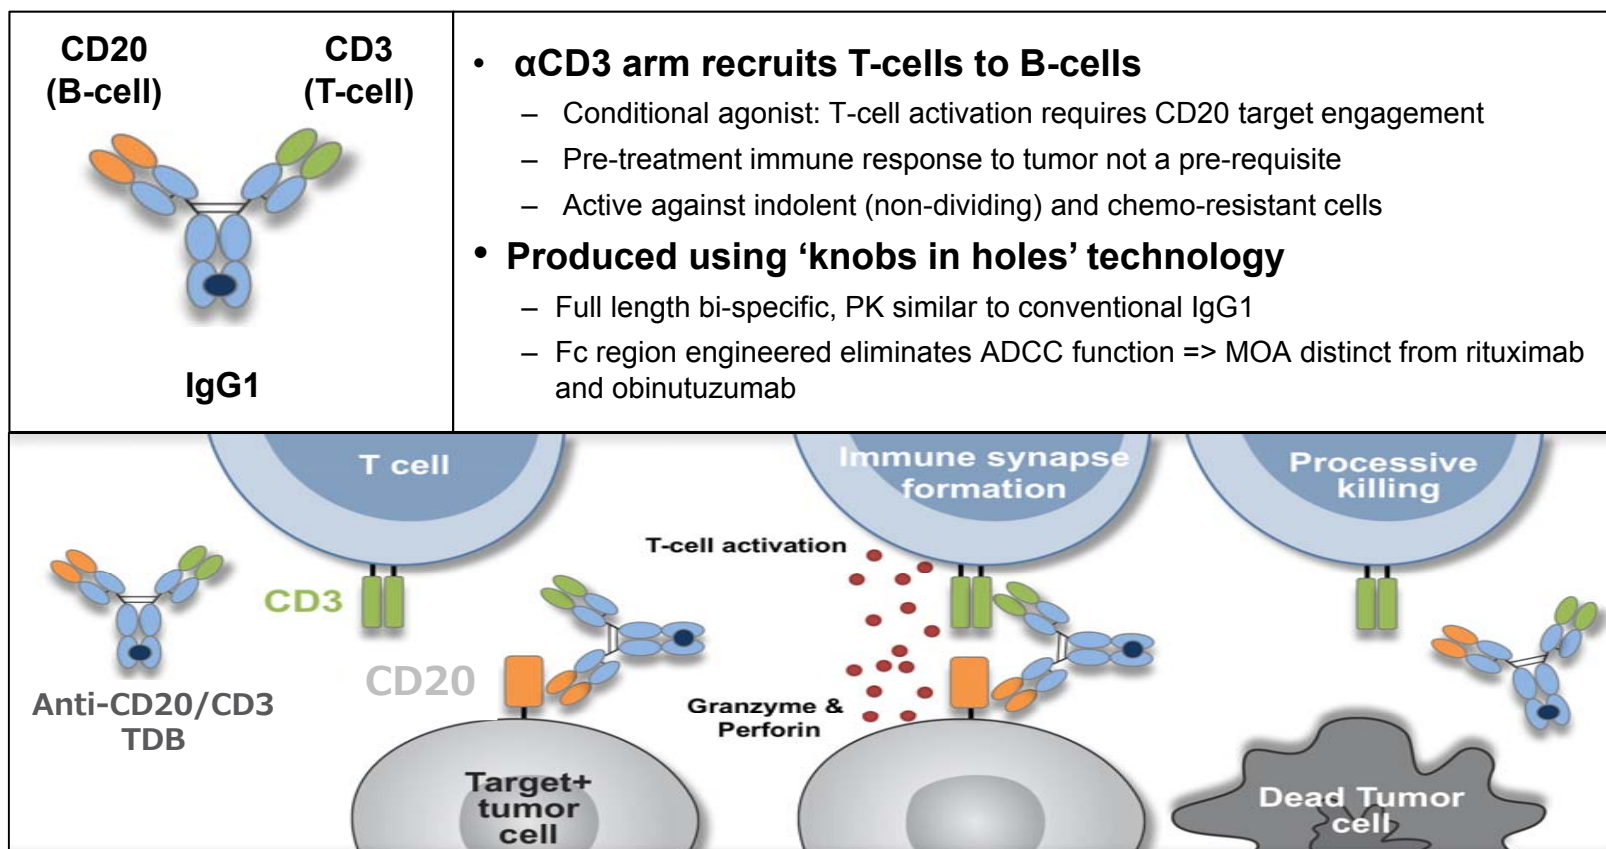 CD20
(B-cell)
CD3
(T-cell)
IgG1
• αCD3 arm recruits T-cells to B-cells
– Conditional agonist: T-cell activation requires CD20 target engagement
– Pre-treatment immune response to tumor not a pre-requisite
– Active against indolent (non-dividing) and chemo-resistant cells
• Produced using ‘knobs in holes’ technology
– Full length bi-specific, PK similar to conventional IgG1
– Fc region engineered eliminates ADCC function => MOA distinct from rituximab
and obinutuzumab
Anti-CD20/CD3
TDB
T cell
CD3
CD20
Target+
tumor
cell
Immune synapse
formation
T-cell activation
Granzyme &
Perforin
Processive
killing
Dead Tumor
cell